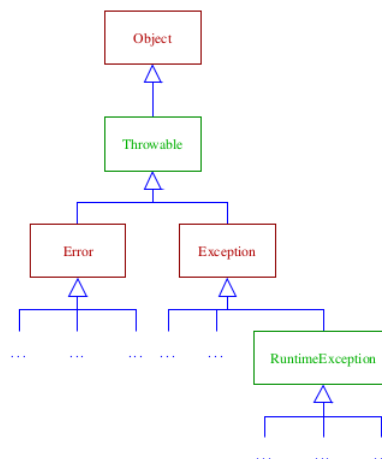 Object
Throwable
Error
Exception
... ... ... ... ...
RuntimeException
... ... ...